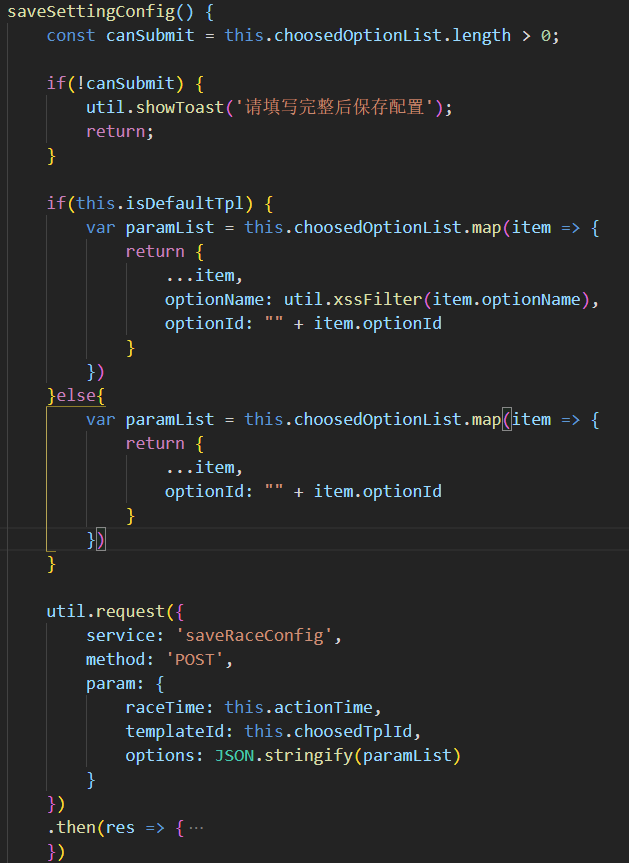 saveSettingConfig() {
const canSubmit = this.choosedOptionList.length > 0;
if(!canSubmit) {
util.showToast('请填写完整后保存配置');
return;
}
if(this.isDefaultTpl) {
var paramList = this.choosedOptionList.map(item => {
return {
...item,
optionName: util.xssFilter(item.optionName),
optionId: "" + item.optionId
}
})
}else{
var paramList = this.choosedOptionList.map(item => {
return {
...item,
optionId: "" + item.optionId
}
})
}
util.request({
service: 'saveRaceConfig',
method: 'POST',
param: {
raceTime: this.actionTime,
templateId: this.choosedTplId,
options: JSON.stringify(paramList)
}
})
.then(res => {···
})